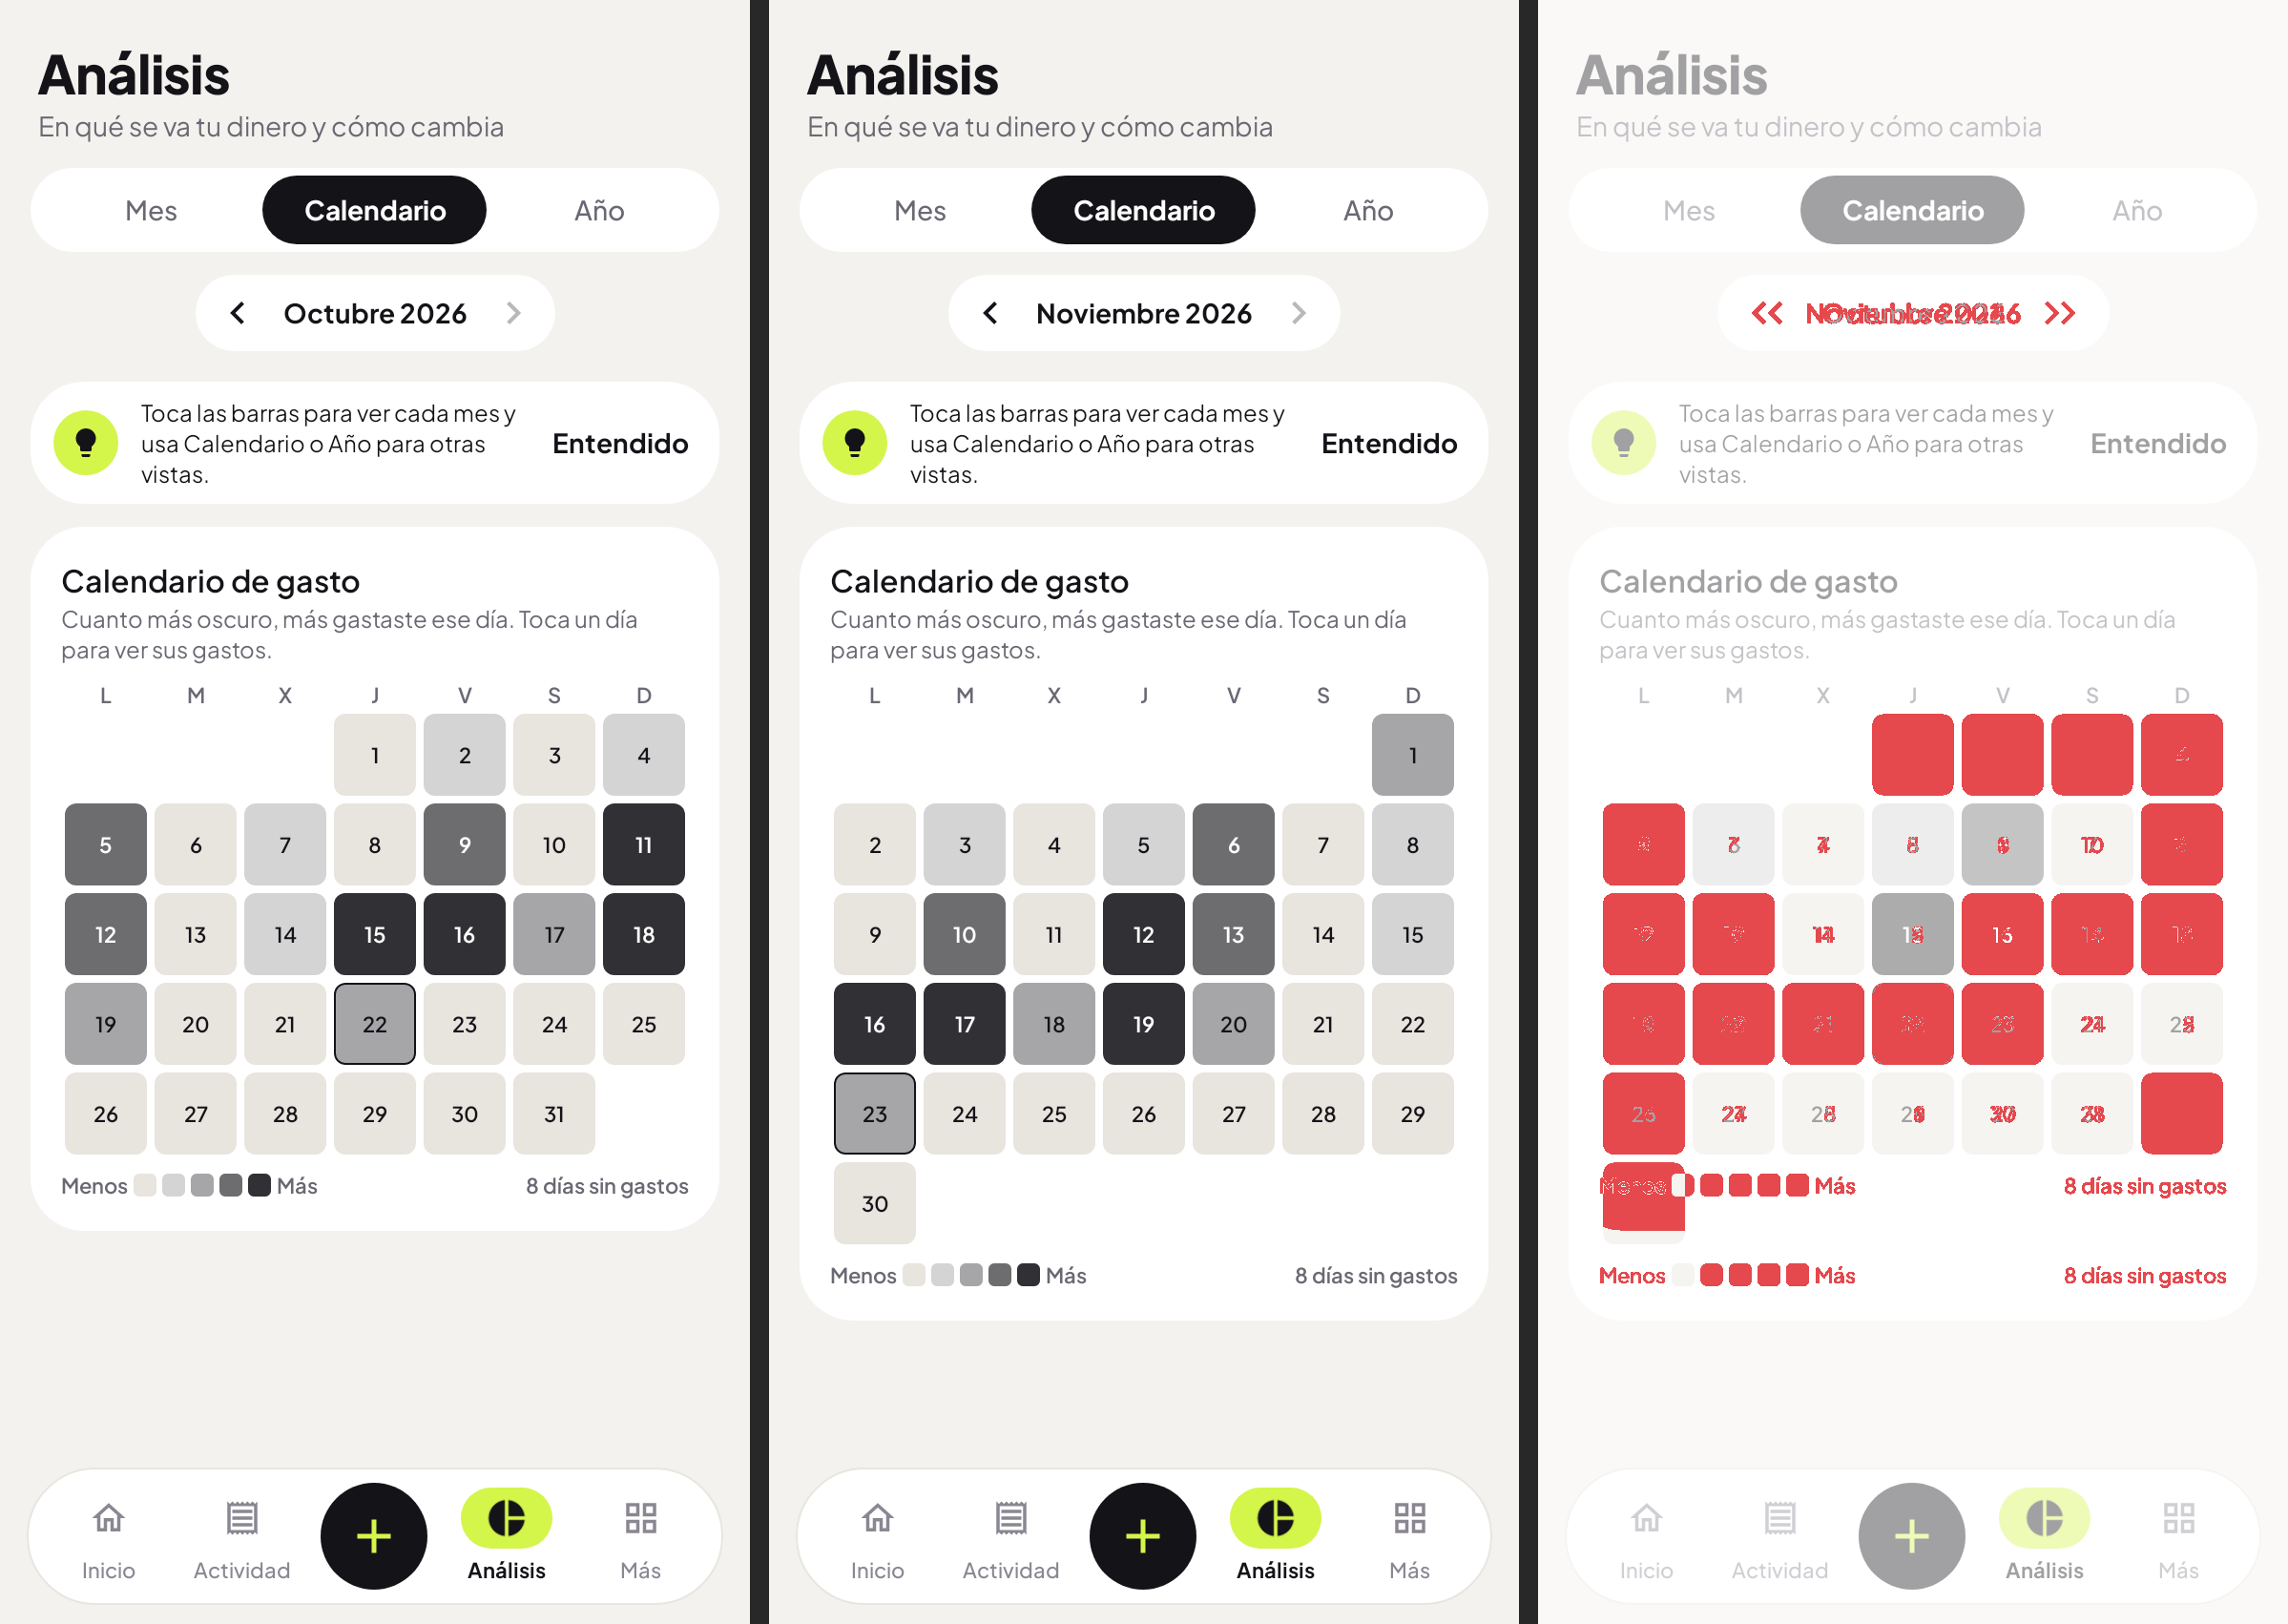 Análisis
En qué se va tu dinero y cómo cambia
Mes Calendario Año
Octubre 2026
Toca las barras para ver cada mes y
usa Calendario o Año para otras
vistas.
Entendido
Calendario de gasto
Cuanto más oscuro, más gastaste ese día. Toca un día
para ver sus gastos.
L M X J V S D
1 2 3 4
5 6 7 8 9 10 11
12 13 14 15 16 17 18
19 20 21 22 23 24 25
26 27 28 29 30 31
Menos Más 8 días sin gastos
Inicio Actividad Análisis Más
Análisis
En qué se va tu dinero y cómo cambia
Mes Calendario Año
Noviembre 2026
Toca las barras para ver cada mes y
usa Calendario o Año para otras
vistas.
Entendido
Calendario de gasto
Cuanto más oscuro, más gastaste ese día. Toca un día
para ver sus gastos.
L M X J V S D
1
2 3 4 5 6 7 8
9 10 11 12 13 14 15
16 17 18 19 20 21 22
23 24 25 26 27 28 29
30
Menos Más 8 días sin gastos
Inicio Actividad Análisis Más
Análisis
En qué se va tu dinero y cómo cambia
Mes Calendario Año
Toca las barras para ver cada mes y
usa Calendario o Año para otras
vistas.
Entendido
Calendario de gasto
Cuanto más oscuro, más gastaste ese día. Toca un día
para ver sus gastos.
L M X J V S D
Más 8 días sin gastos
Menos Más 8 días sin gastos
Inicio Actividad Análisis Más